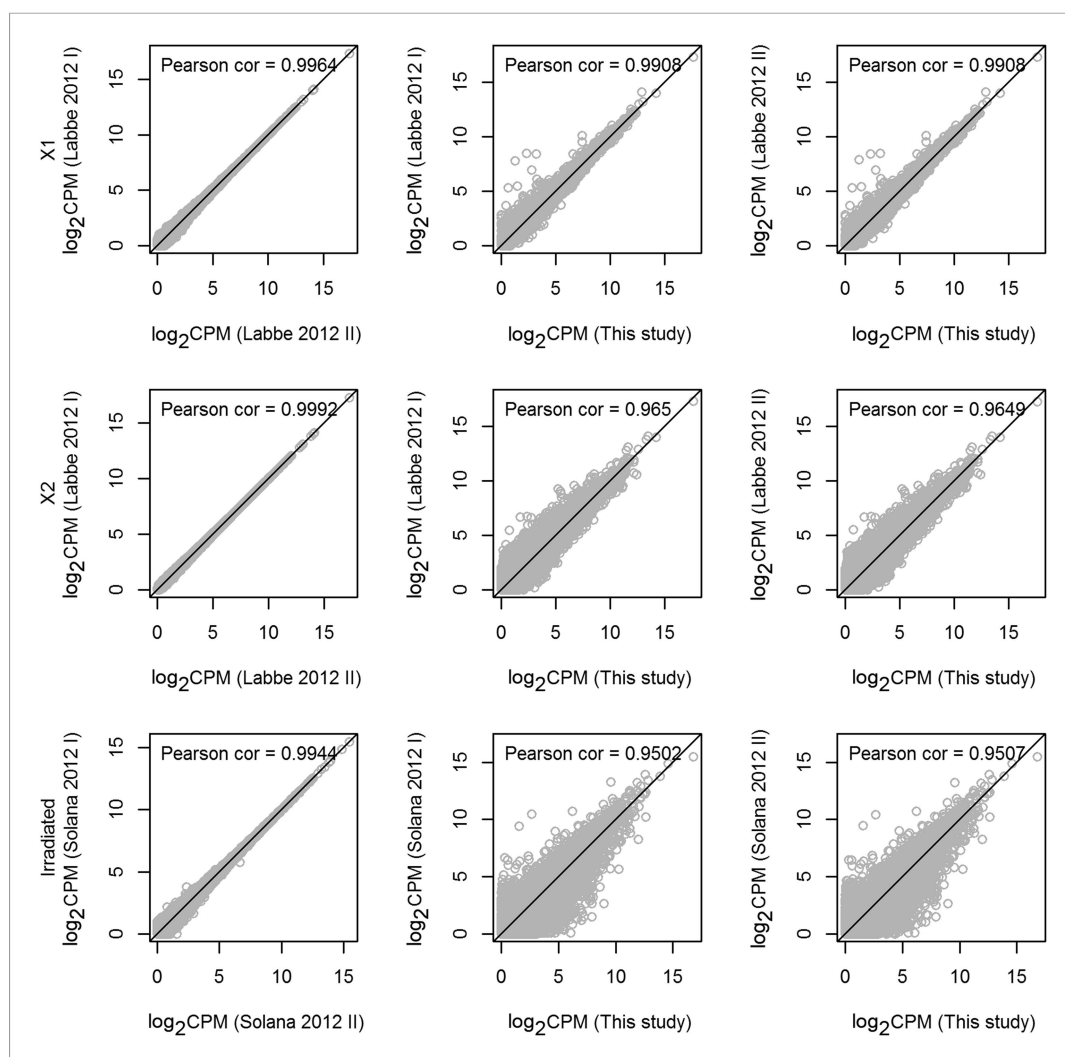 X1
log2CPM (Labbe 2012 I)
15
10
5
0
Pearson cor = 0.9964
0 5 10 15
log2CPM (Labbe 2012 II)
log2CPM (Labbe 2012 I)
15
10
5
0
Pearson cor = 0.9908
0 5 10 15
log2CPM (This study)
log2CPM (Labbe 2012 II)
15
10
5
0
Pearson cor = 0.9908
0 5 10 15
log2CPM (This study)
X2
log2CPM (Labbe 2012 I)
15
10
5
0
Pearson cor = 0.9992
0 5 10 15
log2CPM (Labbe 2012 II)
log2CPM (Labbe 2012 I)
15
10
5
0
Pearson cor = 0.965
0 5 10 15
log2CPM (This study)
log2CPM (Labbe 2012 II)
15
10
5
0
Pearson cor = 0.9649
0 5 10 15
log2CPM (This study)
Irradiated
log2CPM (Solana 2012 I)
15
10
5
0
Pearson cor = 0.9944
0 5 10 15
log2CPM (Solana 2012 II)
log2CPM (Solana 2012 I)
15
10
5
0
Pearson cor = 0.9502
0 5 10 15
log2CPM (This study)
log2CPM (Solana 2012 II)
15
10
5
0
Pearson cor = 0.9507
0 5 10 15
log2CPM (This study)